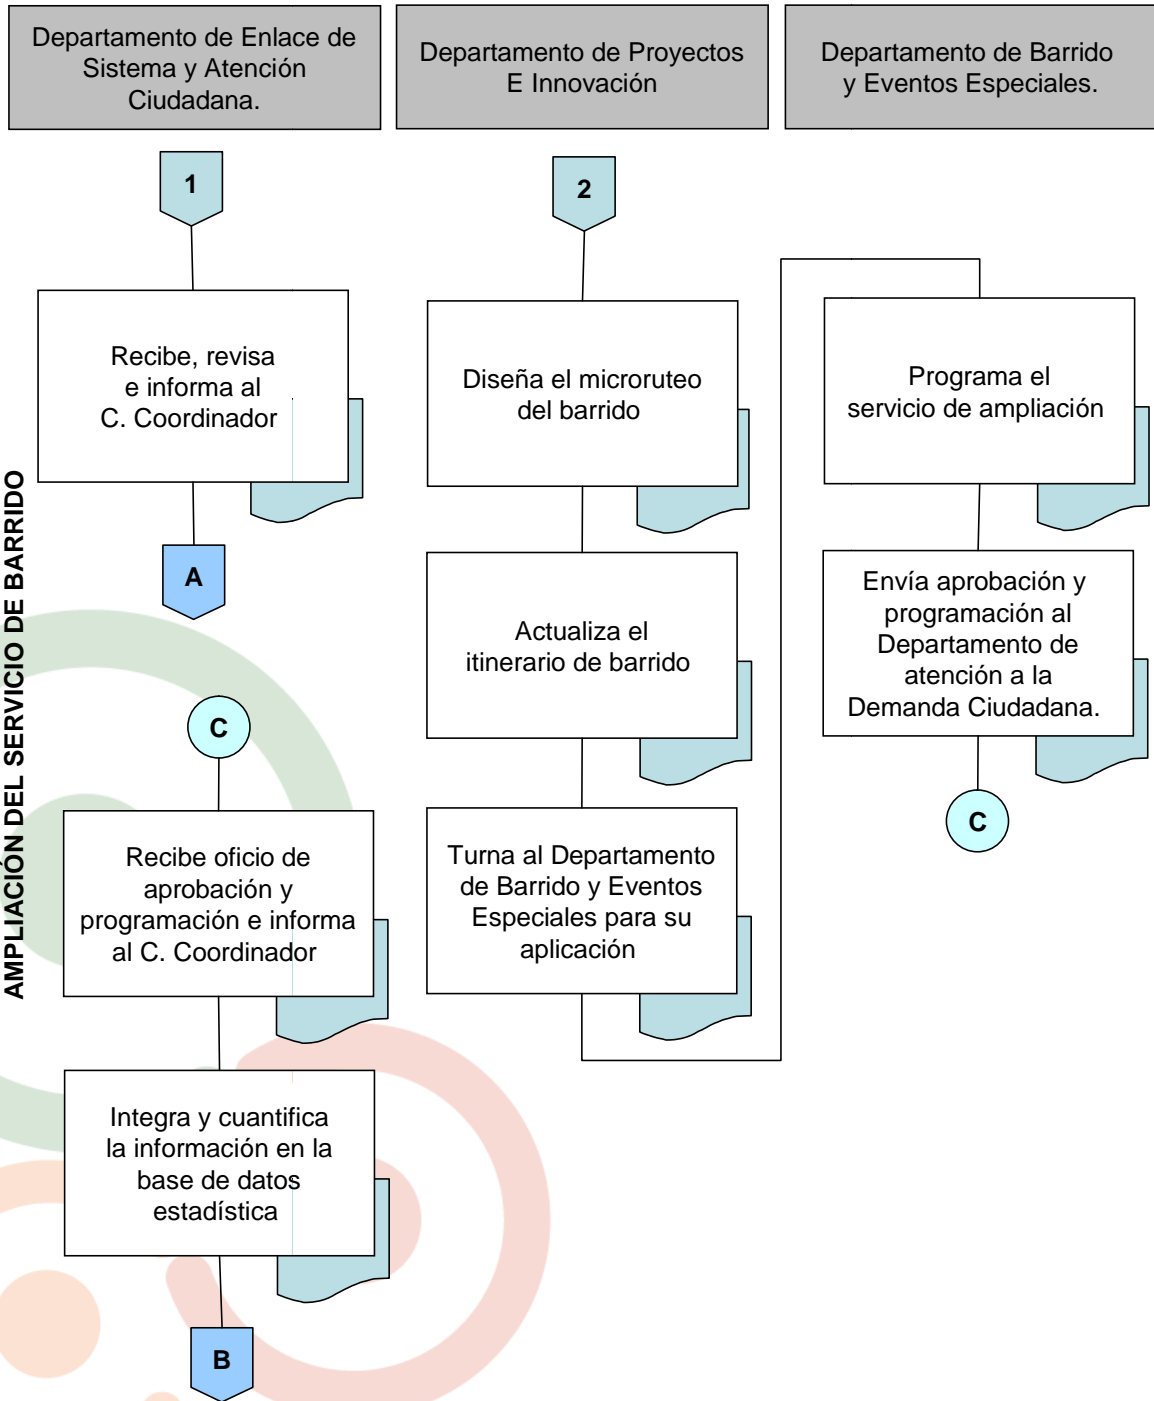 Departamento de Enlace de
Sistema y Atención
Ciudadana.
Departamento de Proyectos
E Innovación
Departamento de Barrido
y Eventos Especiales.
AMPLIACIÓN DEL SERVICIO DE BARRIDO
1
Recibe, revisa
e informa al
C. Coordinador
A
C
Recibe oficio de
aprobación y
programación e informa
al C. Coordinador
Integra y cuantifica
la información en la
base de datos
estadística
B
2
Diseña el microruteo
del barrido
Actualiza el
itinerario de barrido
Turna al Departamento
de Barrido y Eventos
Especiales para su
aplicación
Programa el
servicio de ampliación
Envía aprobación y
programación al
Departamento de
atención a la
Demanda Ciudadana.
C